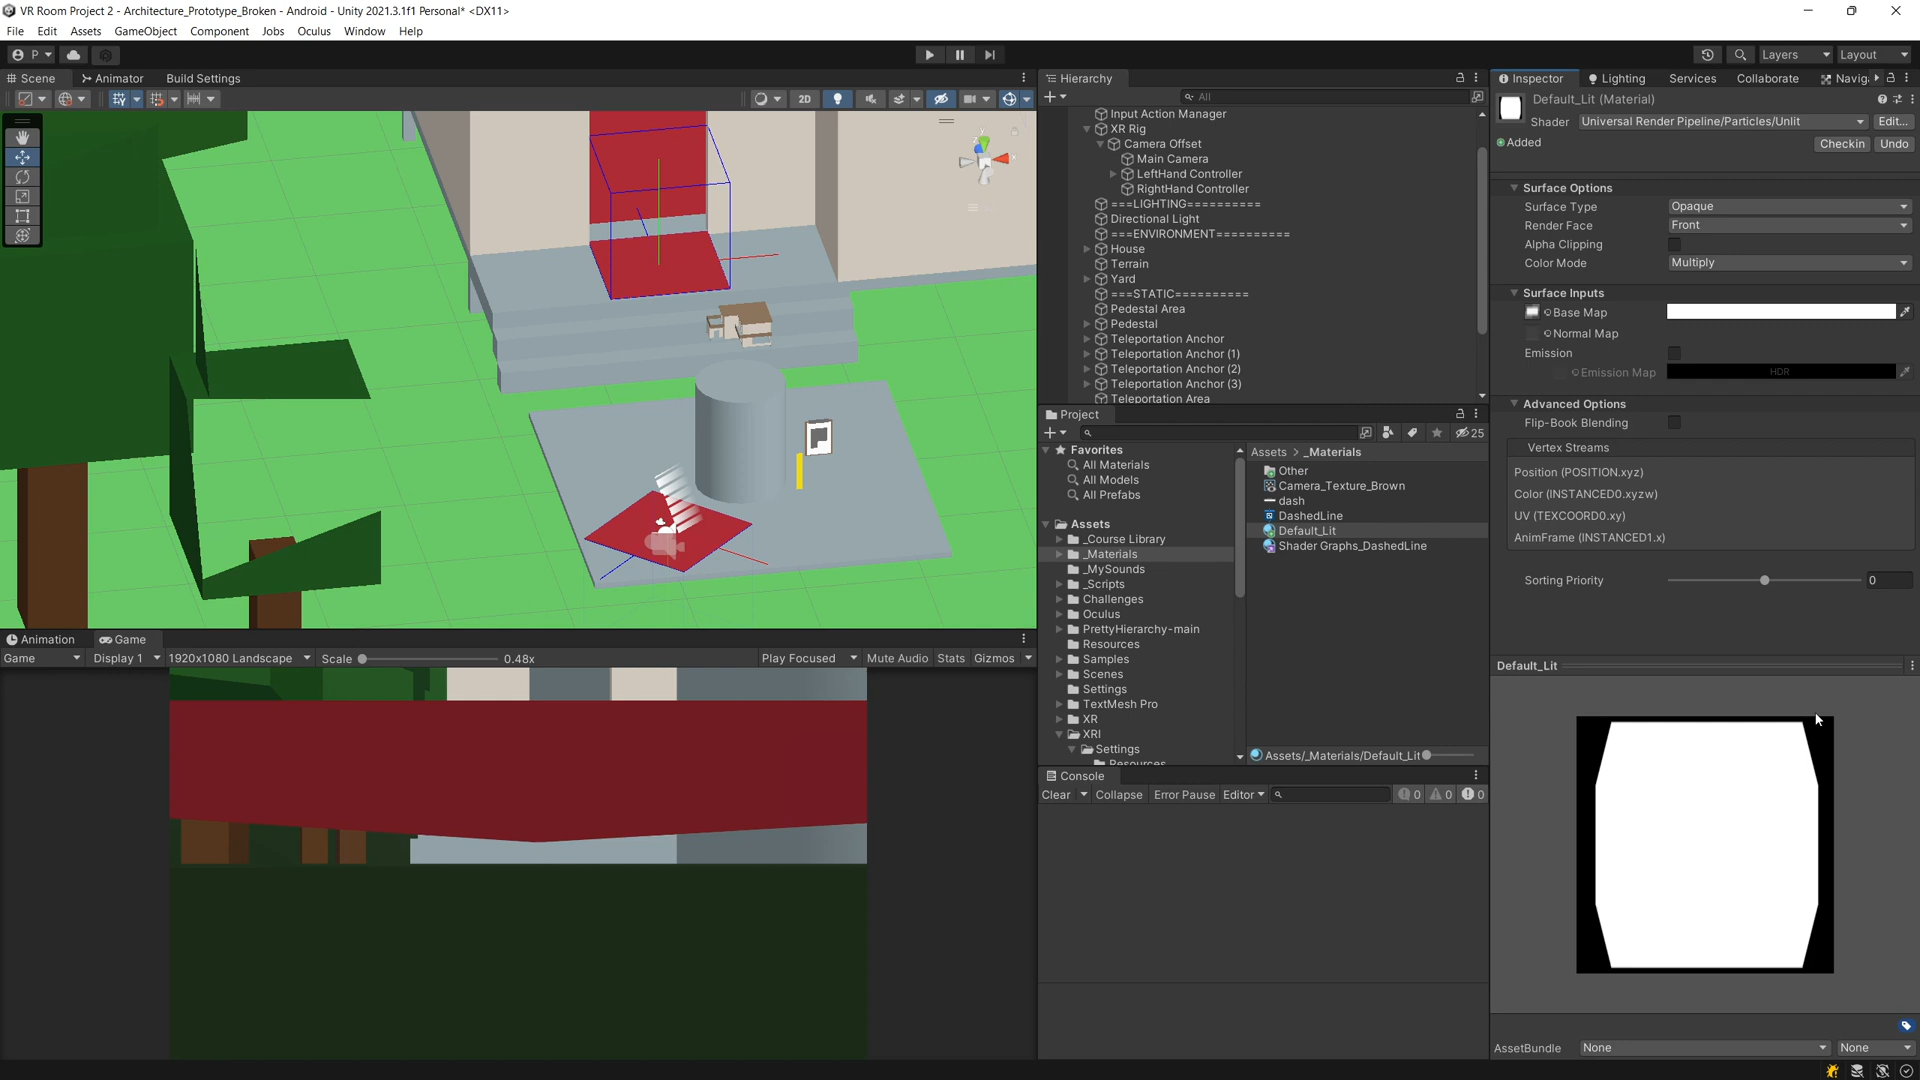 VR Room Project 2 - Architecture_Prototype_Broken - Android - Unity 2021.3.1f1 Personal* <DX11>
File Edit Assets GameObject Component Jobs Oculus Window Help
P Layers Layout
Scene Animator Build Settings
2D
Hierarchy
All
Input Action Manager
XR Rig
Camera Offset
Main Camera
LeftHand Controller
RightHand Controller
===LIGHTING==========
Directional Light
===ENVIRONMENT==========
House
Terrain
Yard
===STATIC==========
Pedestal Area
Pedestal
Teleportation Anchor
Teleportation Anchor (1)
Teleportation Anchor (2)
Teleportation Anchor (3)
Teleportation Area
Project
25
Favorites
All Materials
All Models
All Prefabs
Assets
_Course Library
_Materials
_MySounds
_Scripts
Challenges
Oculus
PrettyHierarchy-main
Resources
Samples
Scenes
Settings
TextMesh Pro
XR
XRI
Settings
Resources
Assets > _Materials
Other
Camera_Texture_Brown
dash
DashedLine
Default_Lit
Shader Graphs_DashedLine
Assets/_Materials/Default_Lit
Console
Clear Collapse Error Pause Editor 0 0 0
Inspector Lighting Services Collaborate Navig
Default_Lit (Material)
Shader Universal Render Pipeline/Particles/Unlit Edit...
Added Checkin Undo
Surface Options
Surface Type Opaque
Render Face Front
Alpha Clipping
Color Mode Multiply
Surface Inputs
Base Map
Normal Map
Emission
Emission Map HDR
Advanced Options
Flip-Book Blending
Vertex Streams
Position (POSITION.xyz)
Color (INSTANCED0.xyzw)
UV (TEXCOORD0.xy)
AnimFrame (INSTANCED1.x)
Sorting Priority 0
Default_Lit
AssetBundle None None
Animation Game
Game Display 1 1920x1080 Landscape Scale 0.48x Play Focused Mute Audio Stats Gizmos